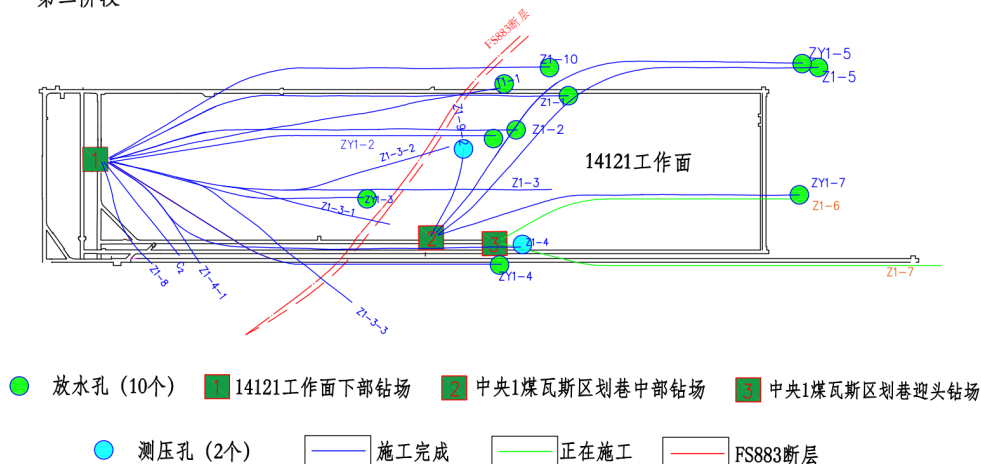 FS883断层
Z1-10
ZY1-5
Z1-5
Z1-9-2
ZY1-2
Z1-2
Z1-3-2
14121工作面
1
Z1-3
ZY1-7
ZY1-3
Z1-6
Z1-3-1
2
3
Z1-4
Z1-8
C2
Z1-4-1
ZY1-4
Z1-7
Z1-3-3
放水孔 (10个)
1 14121工作面下部钻场
2 中央1煤瓦斯区划巷中部钻场
3 中央1煤瓦斯区划巷迎头钻场
测压孔 (2个)
施工完成
正在施工
FS883断层